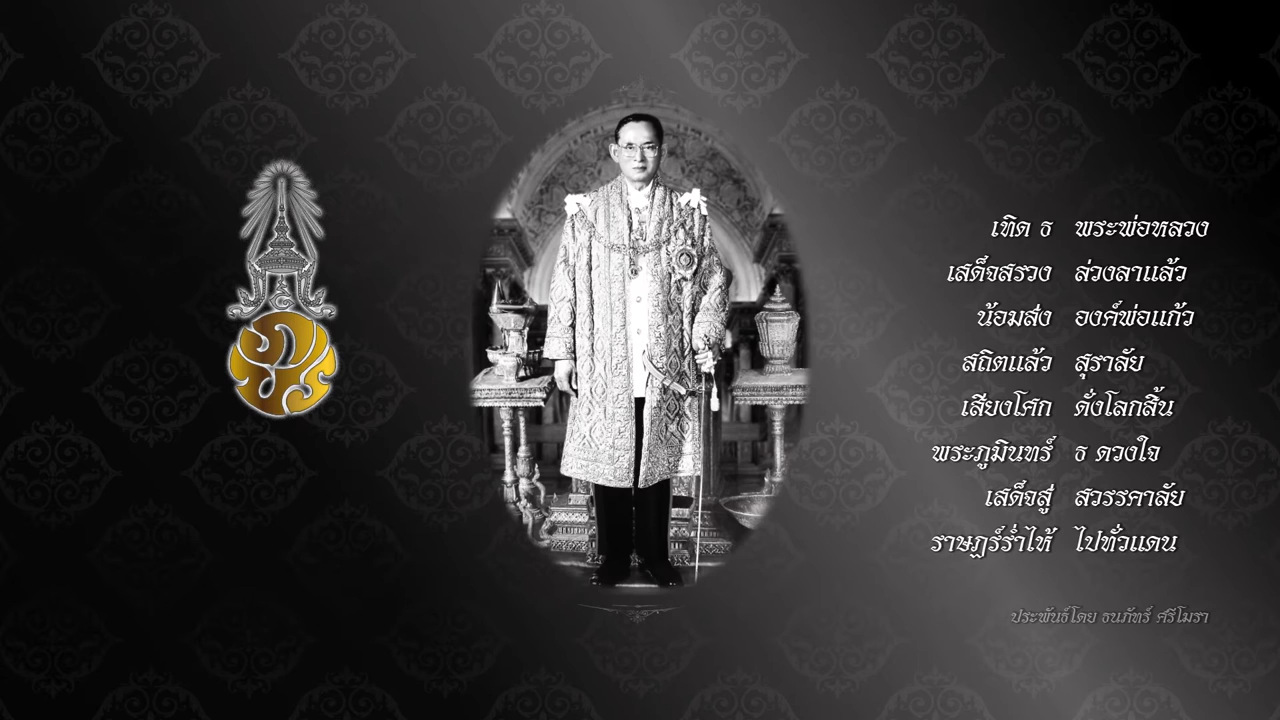 เทิด ธ พระพ่อหลวง
เสด็จสรวง ล่วงลาแล้ว
น้อมส่ง องค์พ่อแก้ว
สถิตแล้ว สุราลัย
เสียงโศก ดั่งโลกสิ้น
พระภูมินทร์ ธ ดวงใจ
เสด็จสู่ สวรรคาลัย
ราษฎร์ร่ำไห้ ไปทั่วแดน
ประพันธ์โดย ธนภัทร์ ศรีโมรา